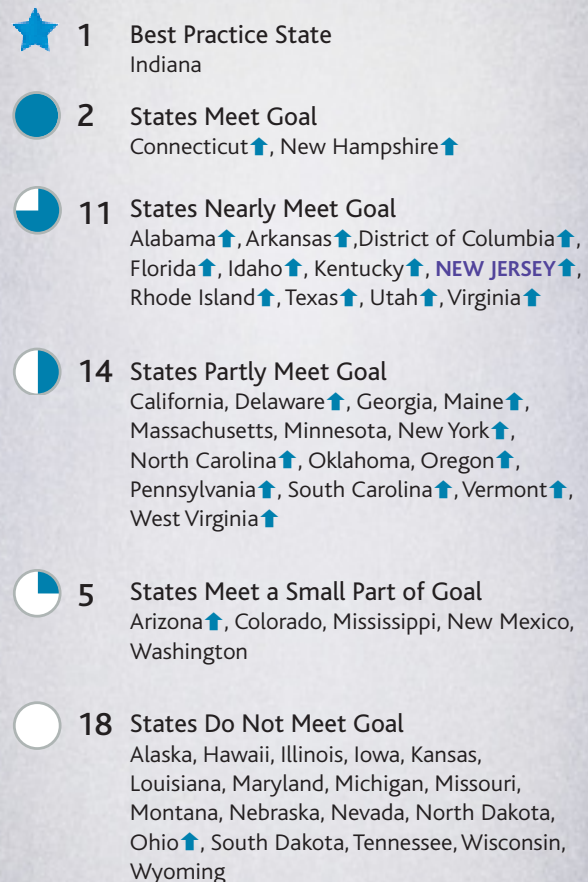 1 Best Practice State
Indiana
2 States Meet Goal
Connecticut⬆, New Hampshire⬆
11 States Nearly Meet Goal
Alabama⬆, Arkansas⬆,District of Columbia⬆,
Florida⬆, Idaho⬆, Kentucky⬆, NEW JERSEY⬆,
Rhode Island⬆, Texas⬆, Utah⬆, Virginia⬆
14 States Partly Meet Goal
California, Delaware⬆, Georgia, Maine⬆,
Massachusetts, Minnesota, New York⬆,
North Carolina⬆, Oklahoma, Oregon⬆,
Pennsylvania⬆, South Carolina⬆, Vermont⬆,
West Virginia⬆
5 States Meet a Small Part of Goal
Arizona⬆, Colorado, Mississippi, New Mexico,
Washington
18 States Do Not Meet Goal
Alaska, Hawaii, Illinois, Iowa, Kansas,
Louisiana, Maryland, Michigan, Missouri,
Montana, Nebraska, Nevada, North Dakota,
Ohio⬆, South Dakota, Tennessee, Wisconsin,
Wyoming